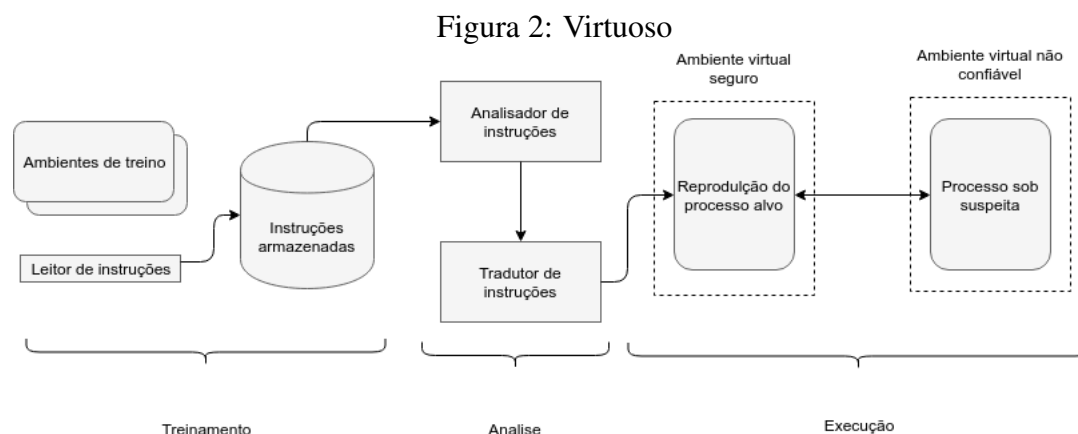 Figura 2: Virtuoso
Ambiente virtual
seguro
Ambiente virtual não
confiável
Ambientes de treino
Leitor de instruções
Instruções
armazenadas
Analisador de
instruções
Tradutor de
instruções
Reprodulção do
processo alvo
Processo sob
suspeita
Treinamento
Analise
Execução